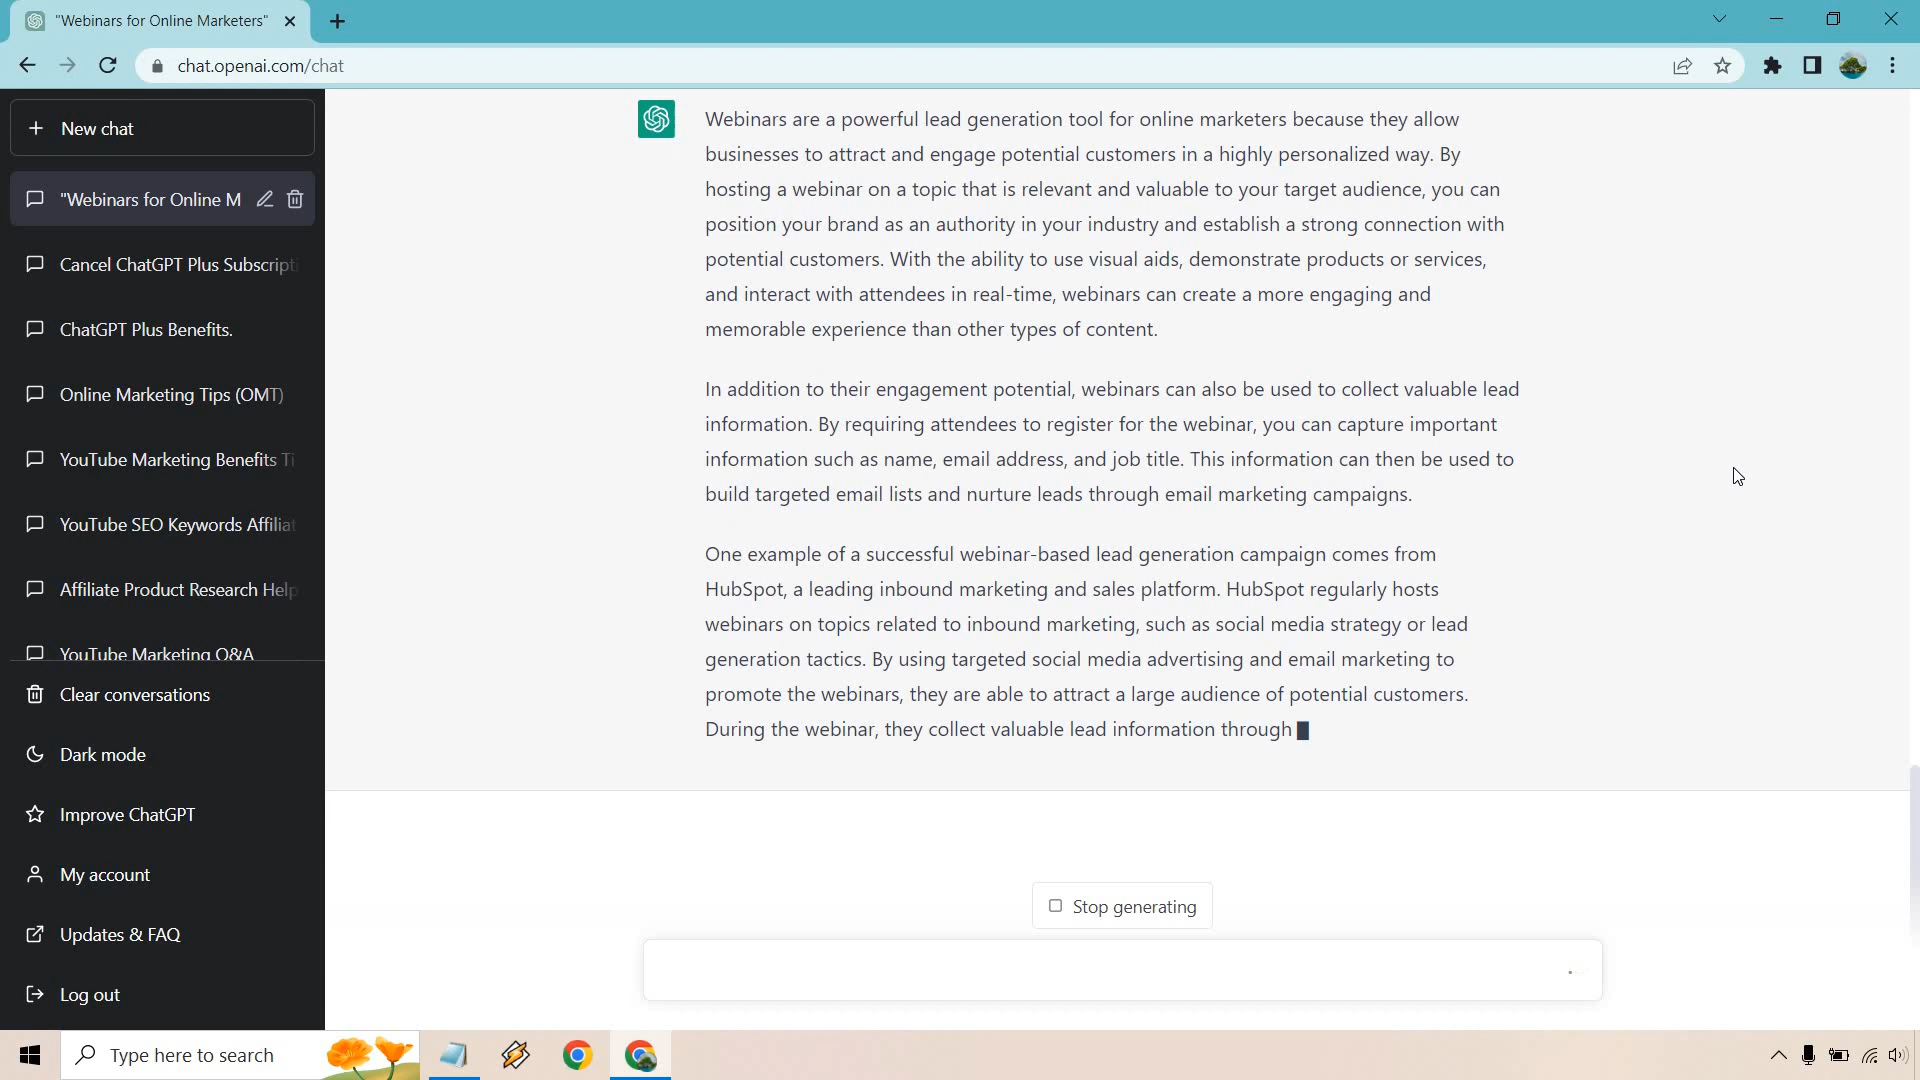 "Webinars for Online Marketers"
chat.openai.com/chat
New chat
"Webinars for Online M
Cancel ChatGPT Plus Subscripti
ChatGPT Plus Benefits.
Online Marketing Tips (OMT)
YouTube Marketing Benefits Ti
YouTube SEO Keywords Affiliat
Affiliate Product Research Help
YouTube Marketing Q&A
Clear conversations
Dark mode
Improve ChatGPT
My account
Updates & FAQ
Log out
Webinars are a powerful lead generation tool for online marketers because they allow
businesses to attract and engage potential customers in a highly personalized way. By
hosting a webinar on a topic that is relevant and valuable to your target audience, you can
position your brand as an authority in your industry and establish a strong connection with
potential customers. With the ability to use visual aids, demonstrate products or services,
and interact with attendees in real-time, webinars can create a more engaging and
memorable experience than other types of content.
In addition to their engagement potential, webinars can also be used to collect valuable lead
information. By requiring attendees to register for the webinar, you can capture important
information such as name, email address, and job title. This information can then be used to
build targeted email lists and nurture leads through email marketing campaigns.
One example of a successful webinar-based lead generation campaign comes from
HubSpot, a leading inbound marketing and sales platform. HubSpot regularly hosts
webinars on topics related to inbound marketing, such as social media strategy or lead
generation tactics. By using targeted social media advertising and email marketing to
promote the webinars, they are able to attract a large audience of potential customers.
During the webinar, they collect valuable lead information through
Stop generating
Type here to search